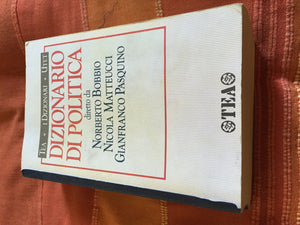 TEA • I DIZIONARI • UTET
DIZIONARIO
DI POLITICA
diretto da
NORBERTO BOBBIO
NICOLA MATTEUCCI
GIANFRANCO PASQUINO
TEA